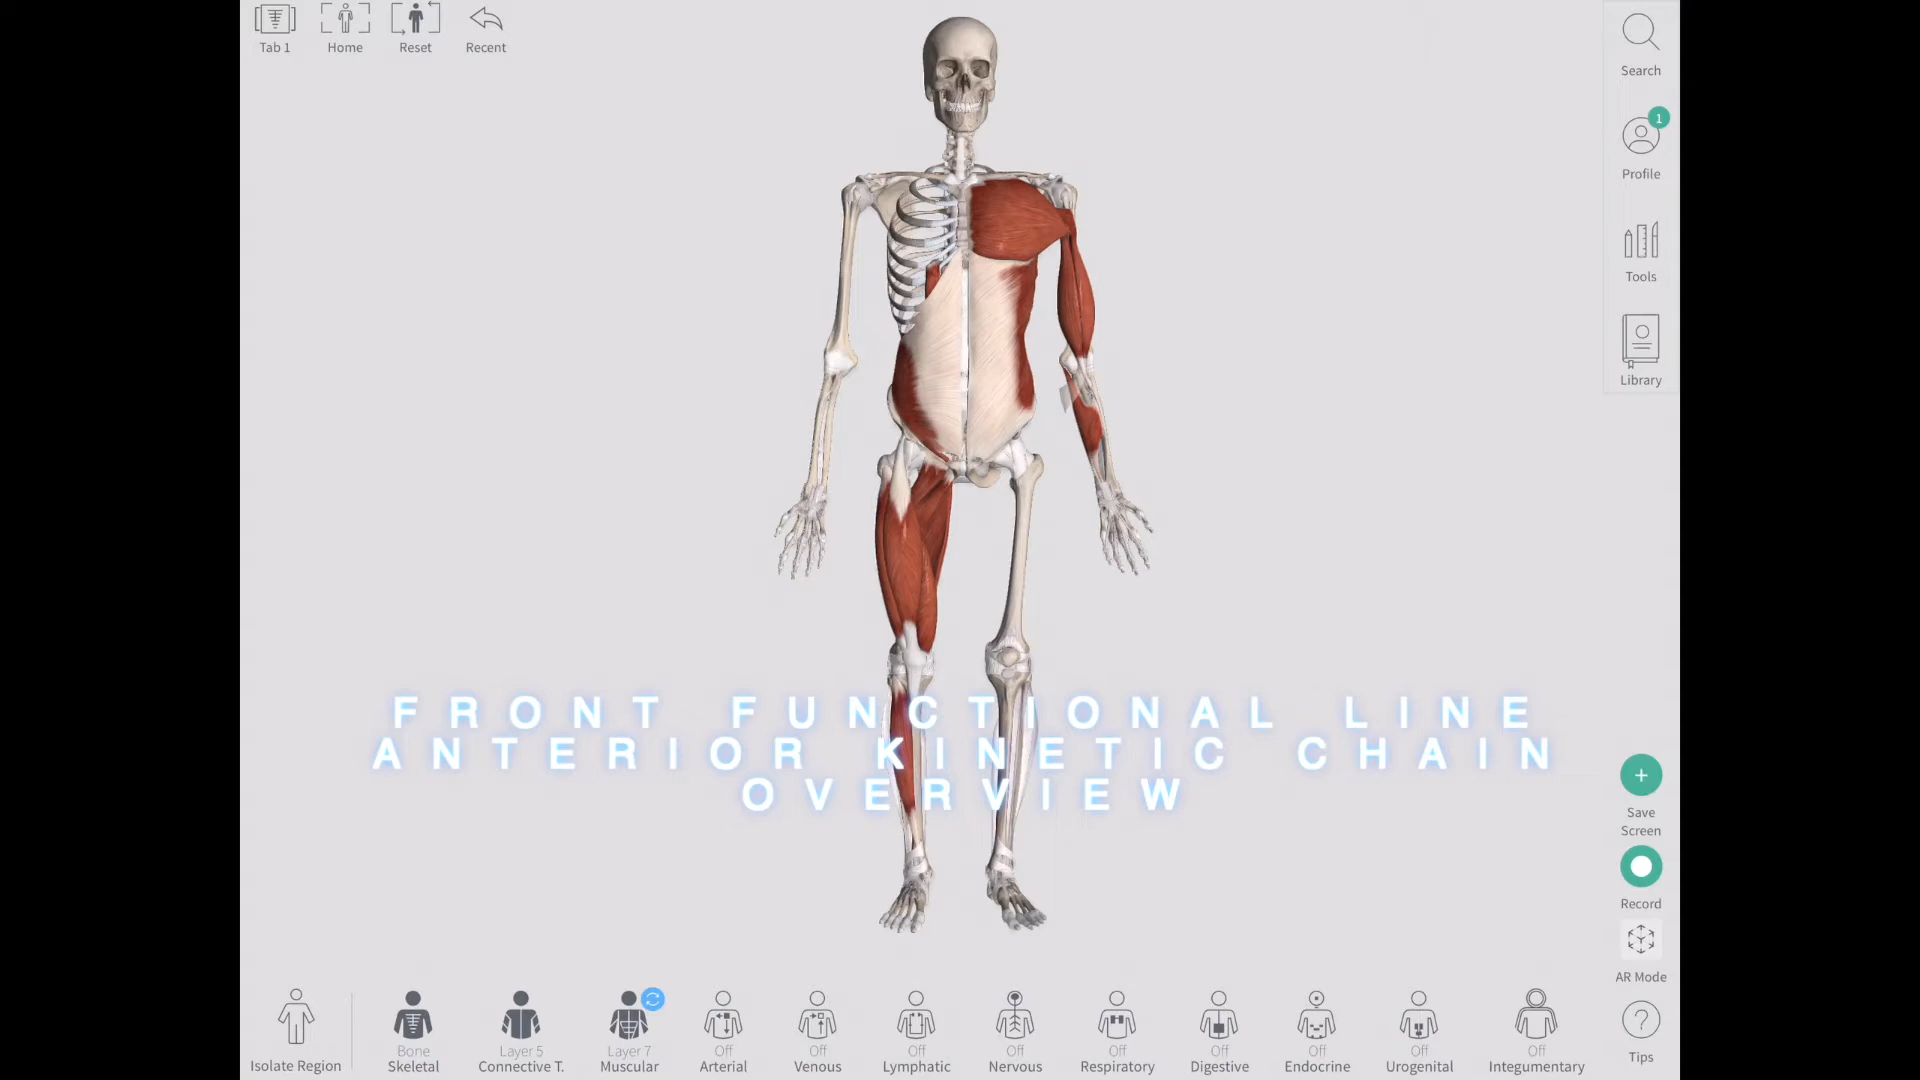 Tab 1
Home
Reset
Recent
Search
1
Profile
Tools
Library
FRONT FUNCTIONAL LINE
ANTERIOR KINETIC CHAIN
OVERVIEW
+
Save
Screen
Record
AR Mode
?
Tips
Isolate Region
Bone
Skeletal
Layer 5
Connective T.
Layer 7
Muscular
Off
Arterial
Off
Venous
Off
Lymphatic
Off
Nervous
Off
Respiratory
Off
Digestive
Off
Endocrine
Off
Urogenital
Off
Integumentary